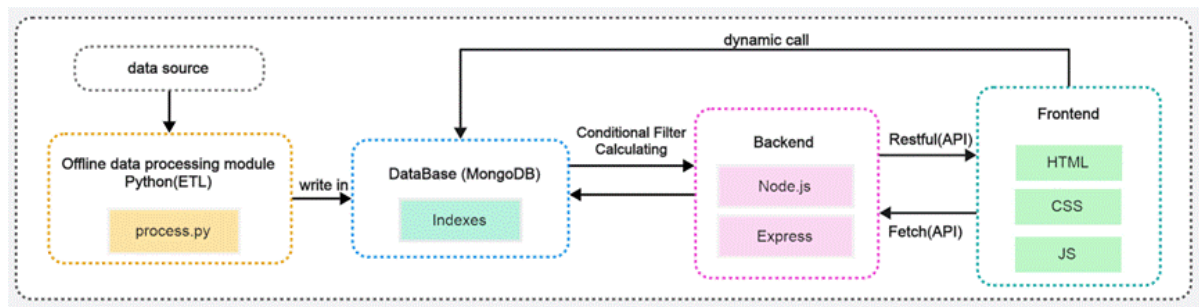 dynamic call
data source
Offline data processing module
Python(ETL)
process.py
write in
DataBase (MongoDB)
Indexes
Conditional Filter
Calculating
Backend
Node.js
Express
Restful(API)
Fetch(API)
Frontend
HTML
CSS
JS